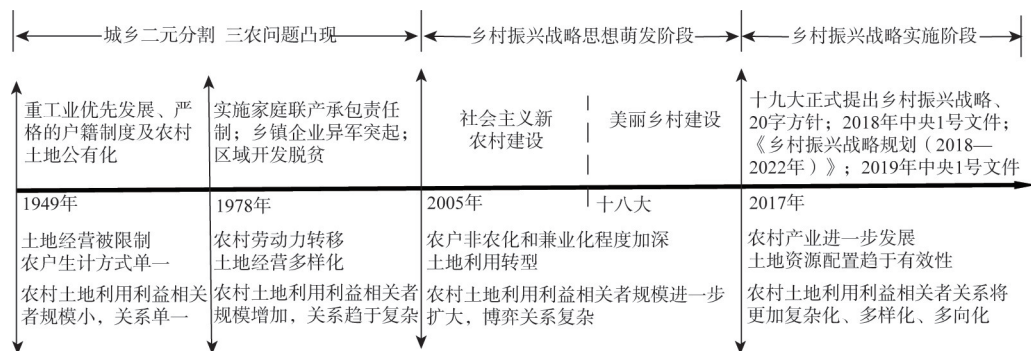 城乡二元分割 三农问题凸现
乡村振兴战略思想萌发阶段
乡村振兴战略实施阶段
重工业优先发展、严
格的户籍制度及农村
土地公有化
实施家庭联产承包责任
制；乡镇企业异军突起；
区域开发脱贫
社会主义新
农村建设
美丽乡村建设
十九大正式提出乡村振兴战略、
20字方针；2018年中央1号文件；
《乡村振兴战略规划（2018—
2022年）》；2019年中央1号文件
1949年
1978年
2005年
十八大
2017年
土地经营被限制
农户生计方式单一
农村劳动力转移
土地经营多样化
农户非农化和兼业化程度加深
土地利用转型
农村产业进一步发展
土地资源配置趋于有效性
农村土地利用利益相关
者规模小，关系单一
农村土地利用利益相关者
规模增加，关系趋于复杂
农村土地利用利益相关者规模进一步
扩大，博弈关系复杂
农村土地利用利益相关者关系将
更加复杂化、多样化、多向化